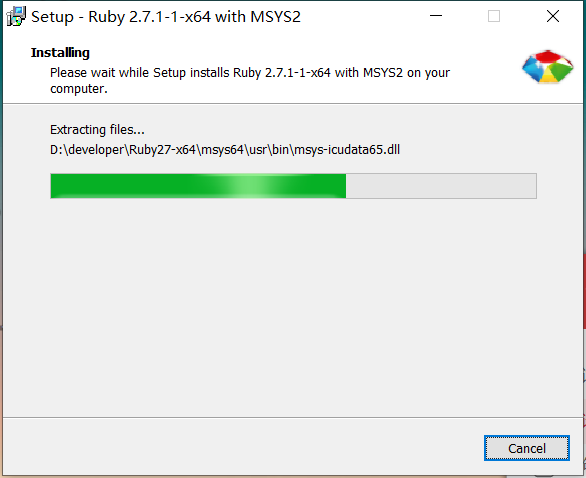 Setup - Ruby 2.7.1-1-x64 with MSYS2
Installing
Please wait while Setup installs Ruby 2.7.1-1-x64 with MSYS2 on your
computer.
Extracting files...
D:\developer\Ruby27-x64\msys64\usr\bin\msys-icudata65.dll
Cancel